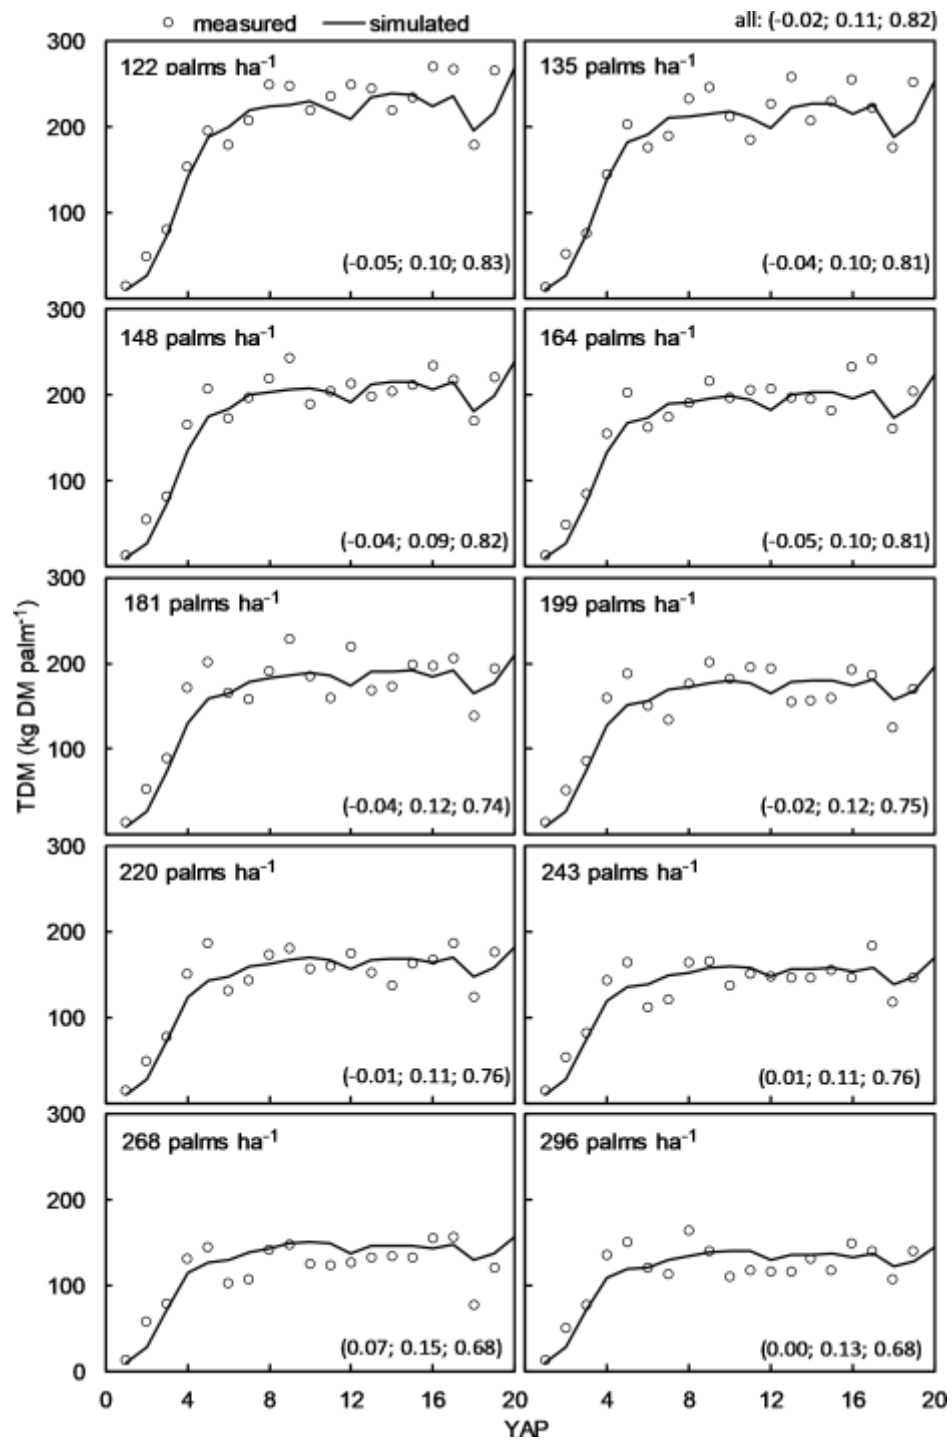 measured simulated all: (-0.02; 0.11; 0.82)
300
122 palms ha-1 135 palms ha-1
200
100
(-0.05; 0.10; 0.83) (-0.04; 0.10; 0.81)
300
148 palms ha-1 164 palms ha-1
200
100
(-0.04; 0.09; 0.82) (-0.05; 0.10; 0.81)
300
181 palms ha-1 199 palms ha-1
200
TDM (kg DM palm-1)
100
(-0.04; 0.12; 0.74) (-0.02; 0.12; 0.75)
300
220 palms ha-1 243 palms ha-1
200
100
(-0.01; 0.11; 0.76) (0.01; 0.11; 0.76)
300
268 palms ha-1 296 palms ha-1
200
100
(0.07; 0.15; 0.68) (0.00; 0.13; 0.68)
0
0 4 8 12 16 20 4 8 12 16 20
YAP